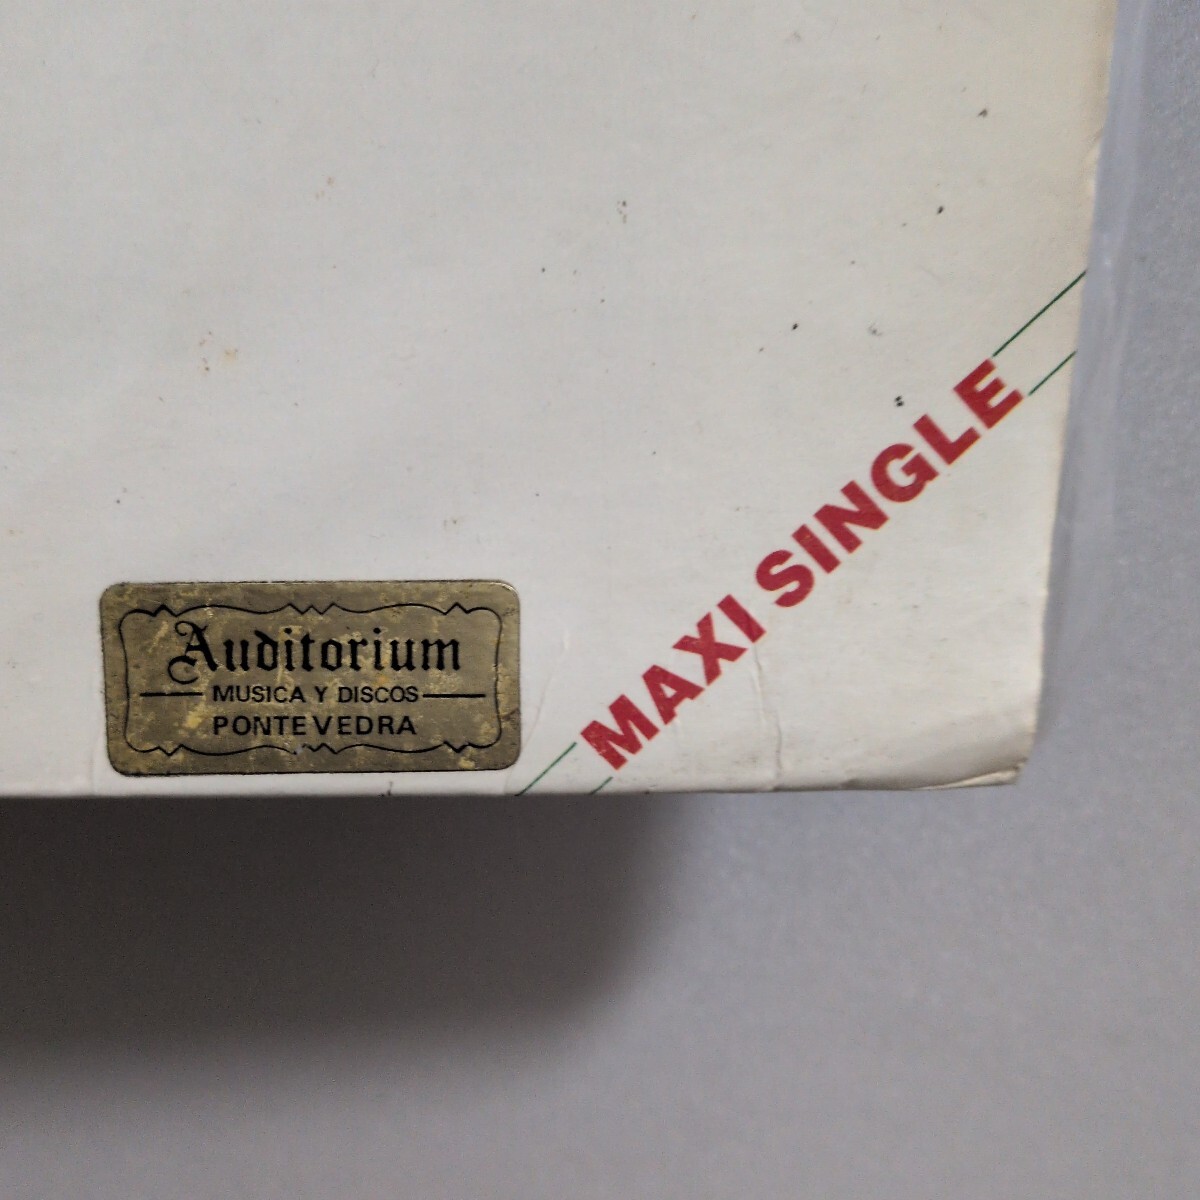 Auditorium
MUSICA Y DISCOS
PONTEVEDRA
MAXI SINGLE